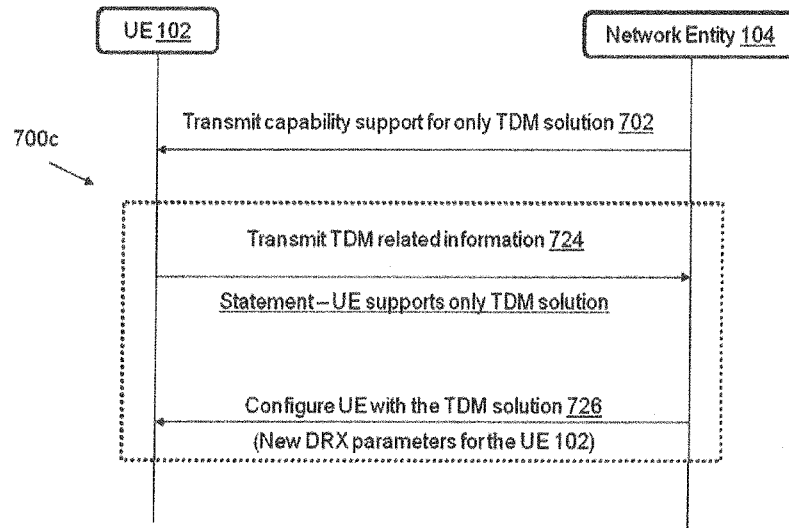 UE 102
Network Entity 104
Transmit capability support for only TDM solution 702
700c
Transmit TDM related information 724
Statement – UE supports only TDM solution
Configure UE with the TDM solution 726
(New DRX parameters for the UE 102)